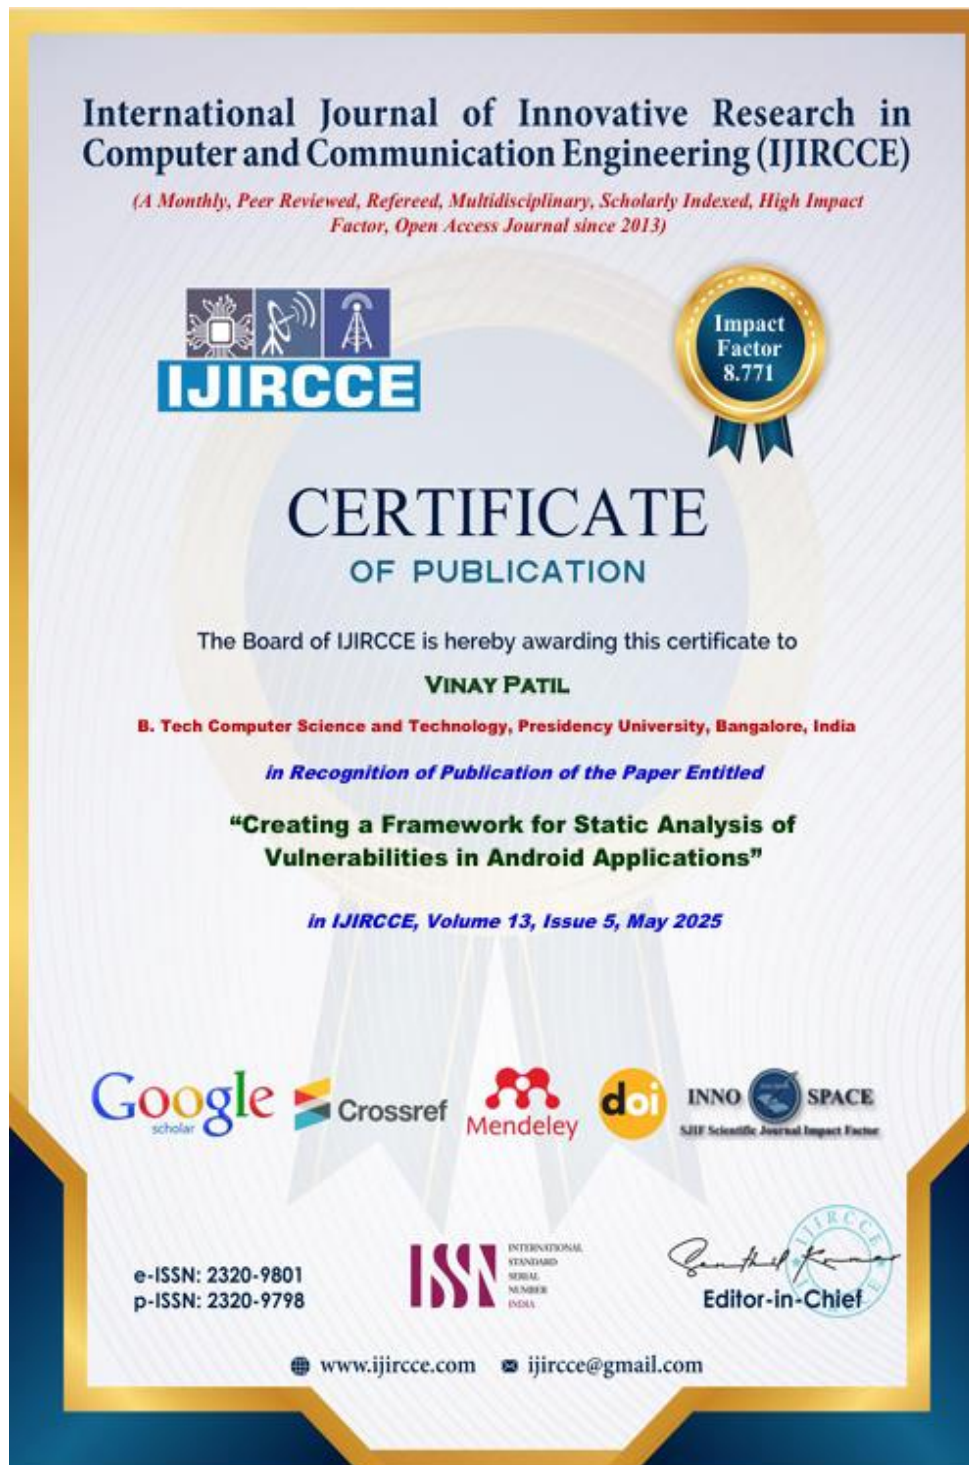 International Journal of Innovative Research in
Computer and Communication Engineering (IJIRCCE)
(A Monthly, Peer Reviewed, Refereed, Multidisciplinary, Scholarly Indexed, High Impact
Factor, Open Access Journal since 2013)
IJIRCCE
Impact
Factor
8.771
CERTIFICATE
OF PUBLICATION
The Board of IJIRCCE is hereby awarding this certificate to
VINAY PATIL
B. Tech Computer Science and Technology, Presidency University, Bangalore, India
in Recognition of Publication of the Paper Entitled
“Creating a Framework for Static Analysis of
Vulnerabilities in Android Applications”
in IJIRCCE, Volume 13, Issue 5, May 2025
Google
scholar
Crossref
Mendeley
doi
INNO SPACE
SJIF Scientific Journal Impact Factor
e-ISSN: 2320-9801
p-ISSN: 2320-9798
ISSN
INTERNATIONAL
STANDARD
SERIAL
NUMBER
INDIA
Senthil Kumar
IJIRCCE
Editor-in-Chief
www.ijircce.com ijircce@gmail.com